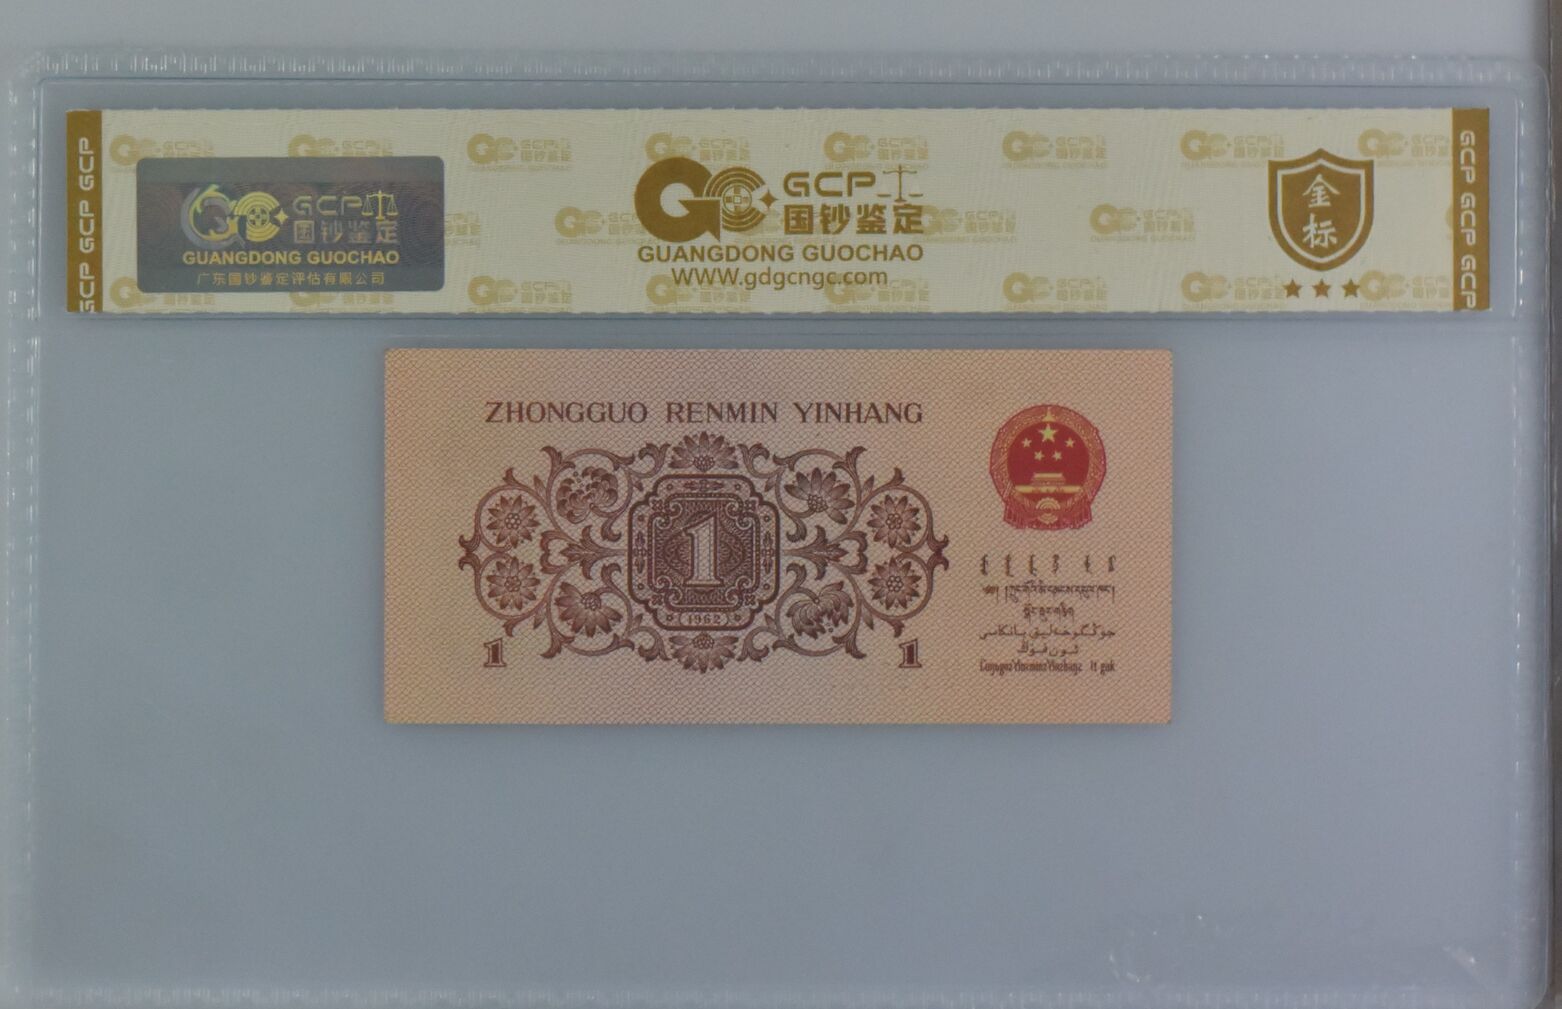 GCP GCP GCP
GCP 国钞鉴定
GUANGDONG GUOCHAO
广东国钞鉴定评估有限公司
GCP
国钞鉴定
GUANGDONG GUOCHAO
WWW.gdgcngc.com
金标
GCP GCP GCP
ZHONGGUO RENMIN YINHANG
1
(1962)
1
1